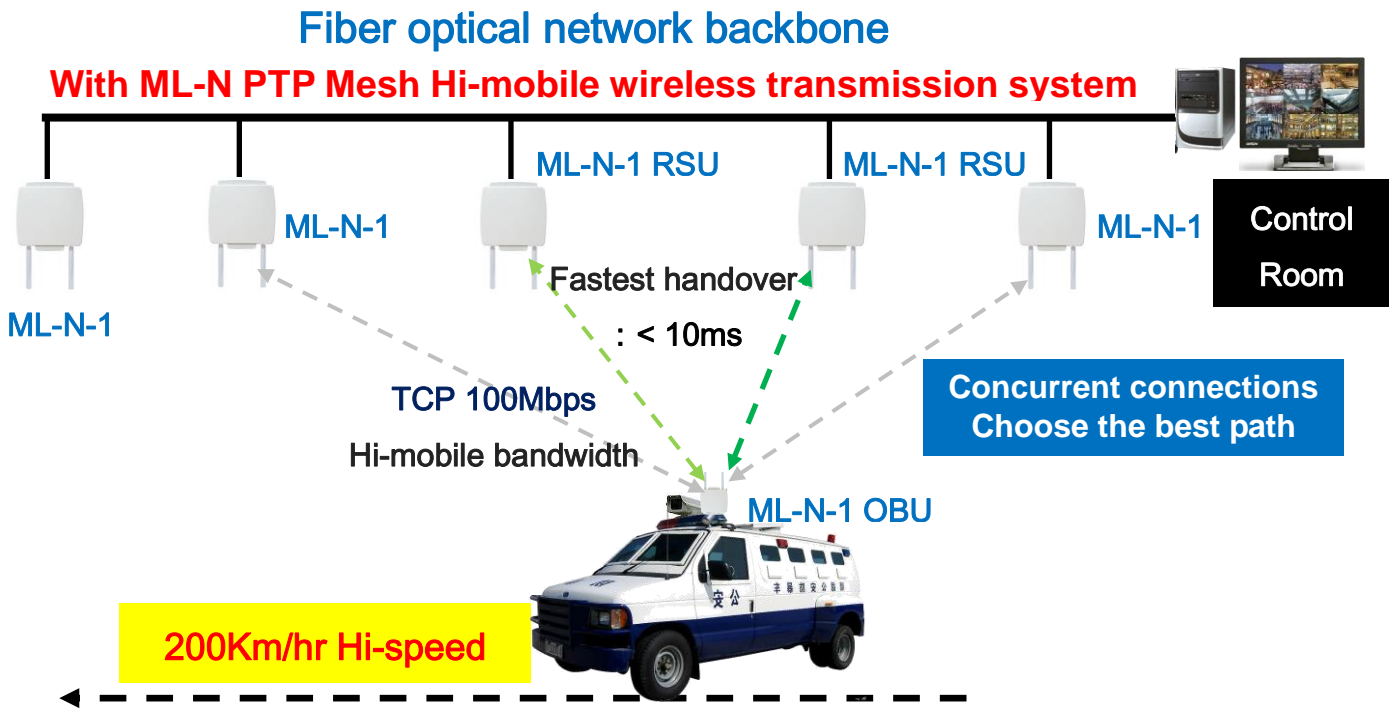 Fiber optical network backbone
With ML-N PTP Mesh Hi-mobile wireless transmission system
ML-N-1 RSU
ML-N-1 RSU
ML-N-1
ML-N-1
Control
Room
Fastest handover
: < 10ms
ML-N-1
TCP 100Mbps
Hi-mobile bandwidth
Concurrent connections
Choose the best path
ML-N-1 OBU
安公
200Km/hr Hi-speed